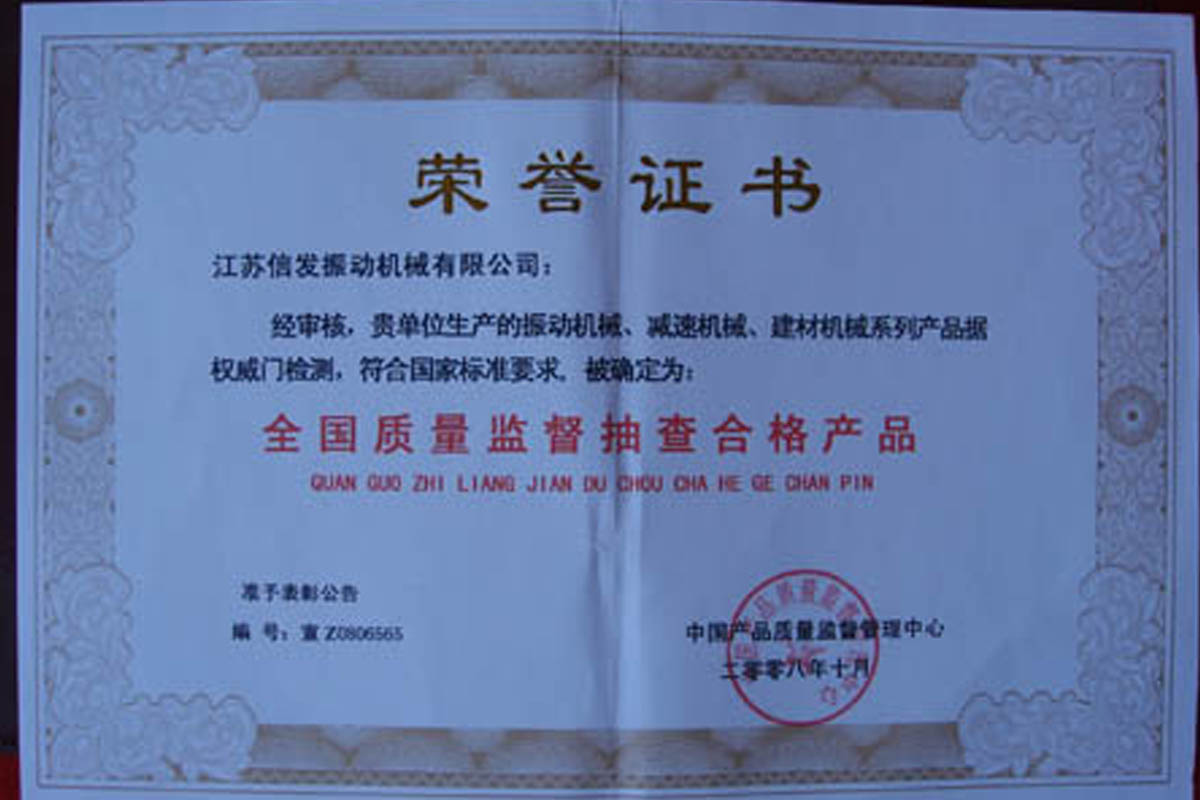 荣誉证书
江苏信发振动机械有限公司：
经审核，贵单位生产的振动机械、减速机械、建材机械系列产品据
权威门检测，符合国家标准要求。被确定为：
全国质量监督抽查合格产品
QUAN GUO ZHI LIANG JIAN DU CHOU CHA HE GE CHAN PIN
准予表彰公告
编 号：宣Z0806565
中国产品质量监督管理中心
二零零八年十月